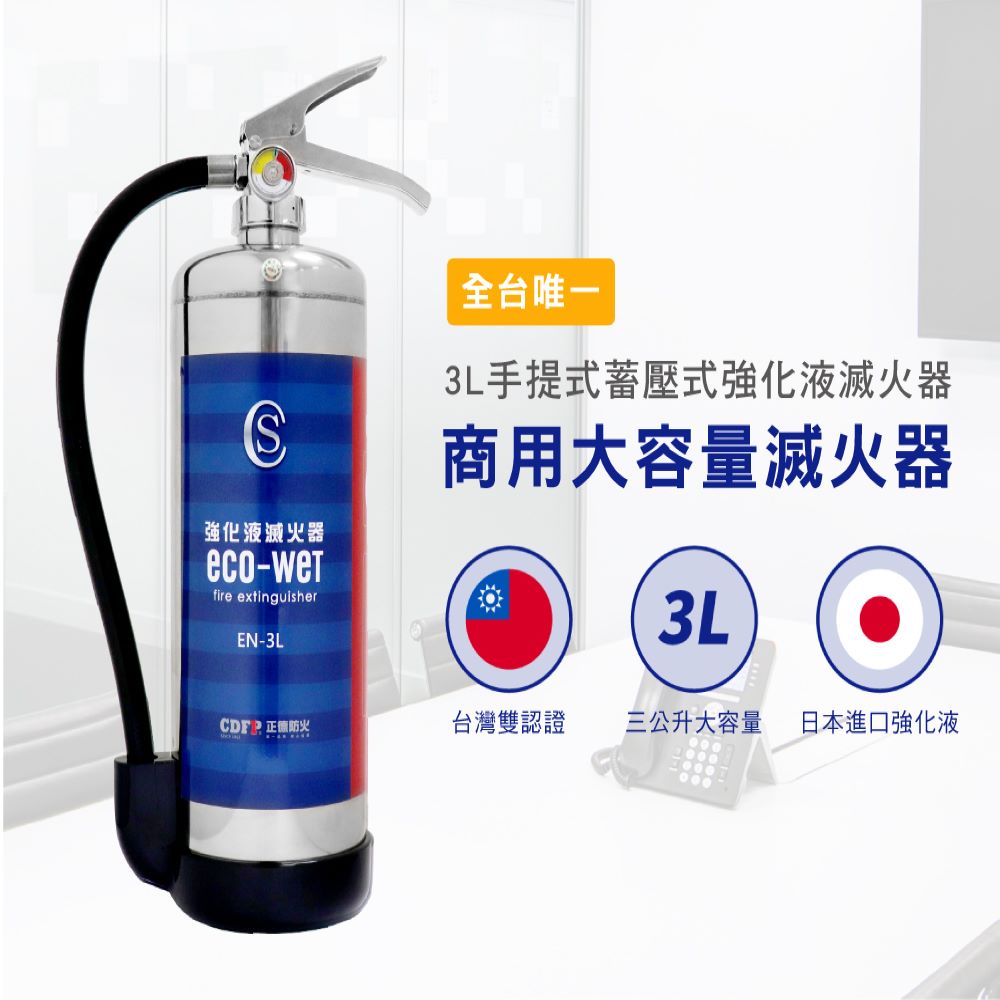 全台唯一
3L手提式蓄壓式強化液滅火器
商用大容量滅火器
3L
台灣雙認證
三公升大容量
日本進口強化液
CS
強化液滅火器
eco-wet
fire extinguisher
EN-3L
CDFP. 正德防火